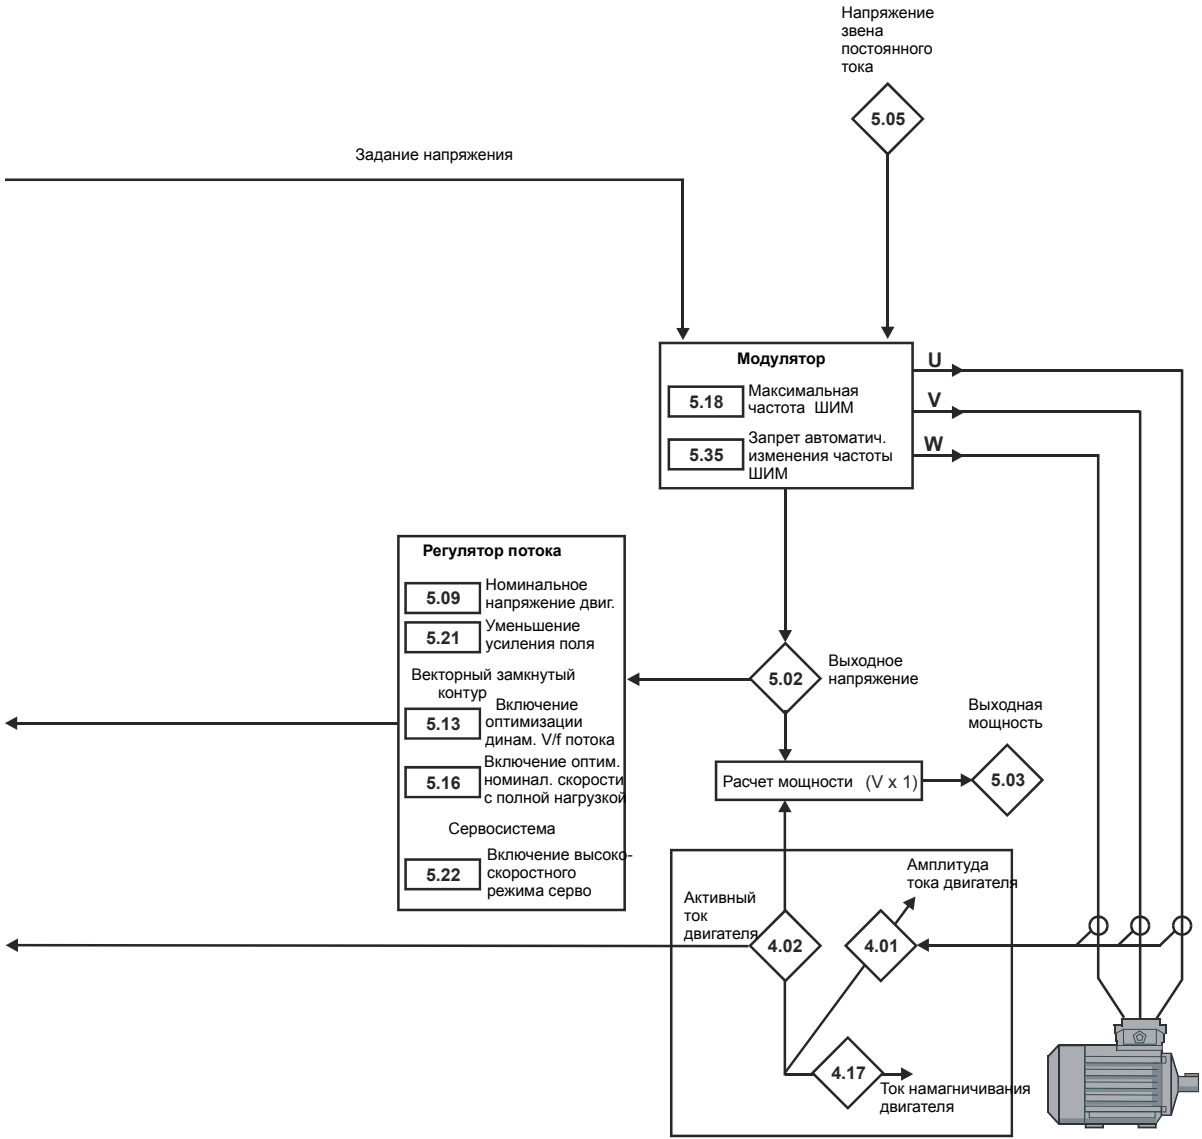 Напряжение
звена
постоянного
тока
5.05
Задание напряжения
Модулятор
5.18
Максимальная
частота ШИМ
5.35
Запрет автоматич.
изменения частоты
ШИМ
U
V
W
Регулятор потока
5.09
Номинальное
напряжение двиг.
5.21
Уменьшение
усиления поля
Векторный замкнутый
контур
5.13
Включение
оптимизации
динам. V/f потока
5.16
Включение оптим.
номинал. скорости
с полной нагрузкой
Сервосистема
5.22
Включение высоко-
скоростного
режима серво
5.02
Выходное
напряжение
Выходная
мощность
5.03
Расчет мощности (V x 1)
Амплитуда
тока двигателя
Активный
ток
двигателя
4.02
4.01
4.17
Ток намагничивания
двигателя